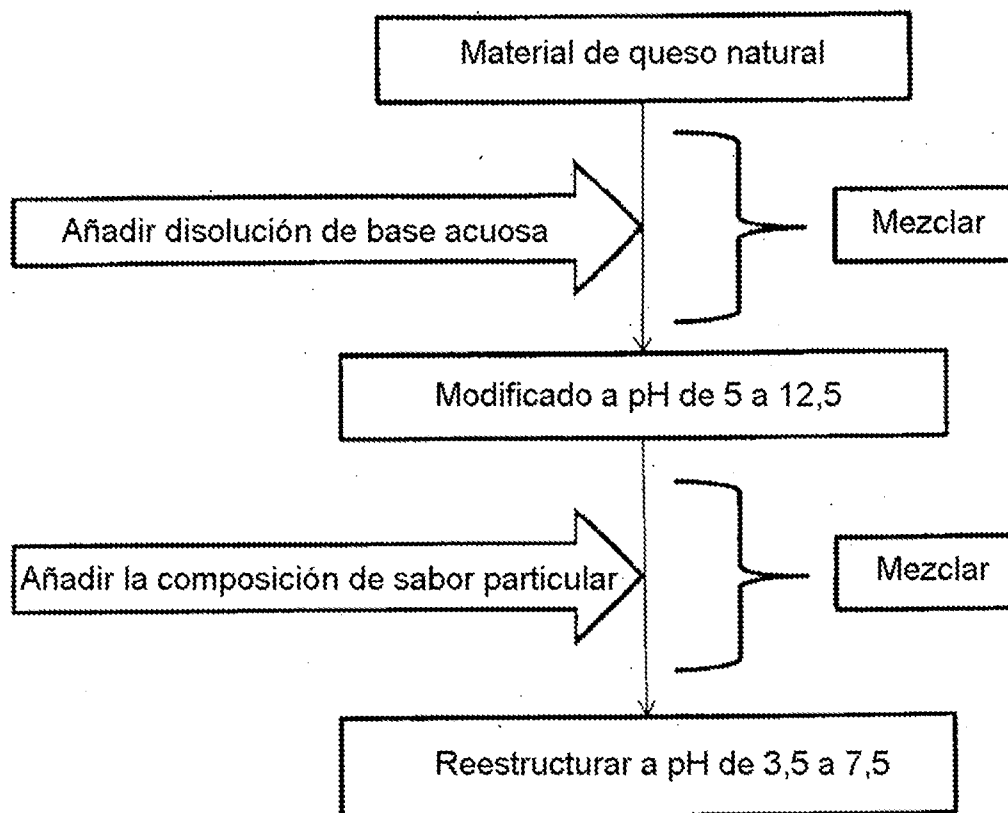 Material de queso natural
Añadir disolución de base acuosa
Mezclar
Modificado a pH de 5 a 12,5
Añadir la composición de sabor particular
Mezclar
Reestructurar a pH de 3,5 a 7,5